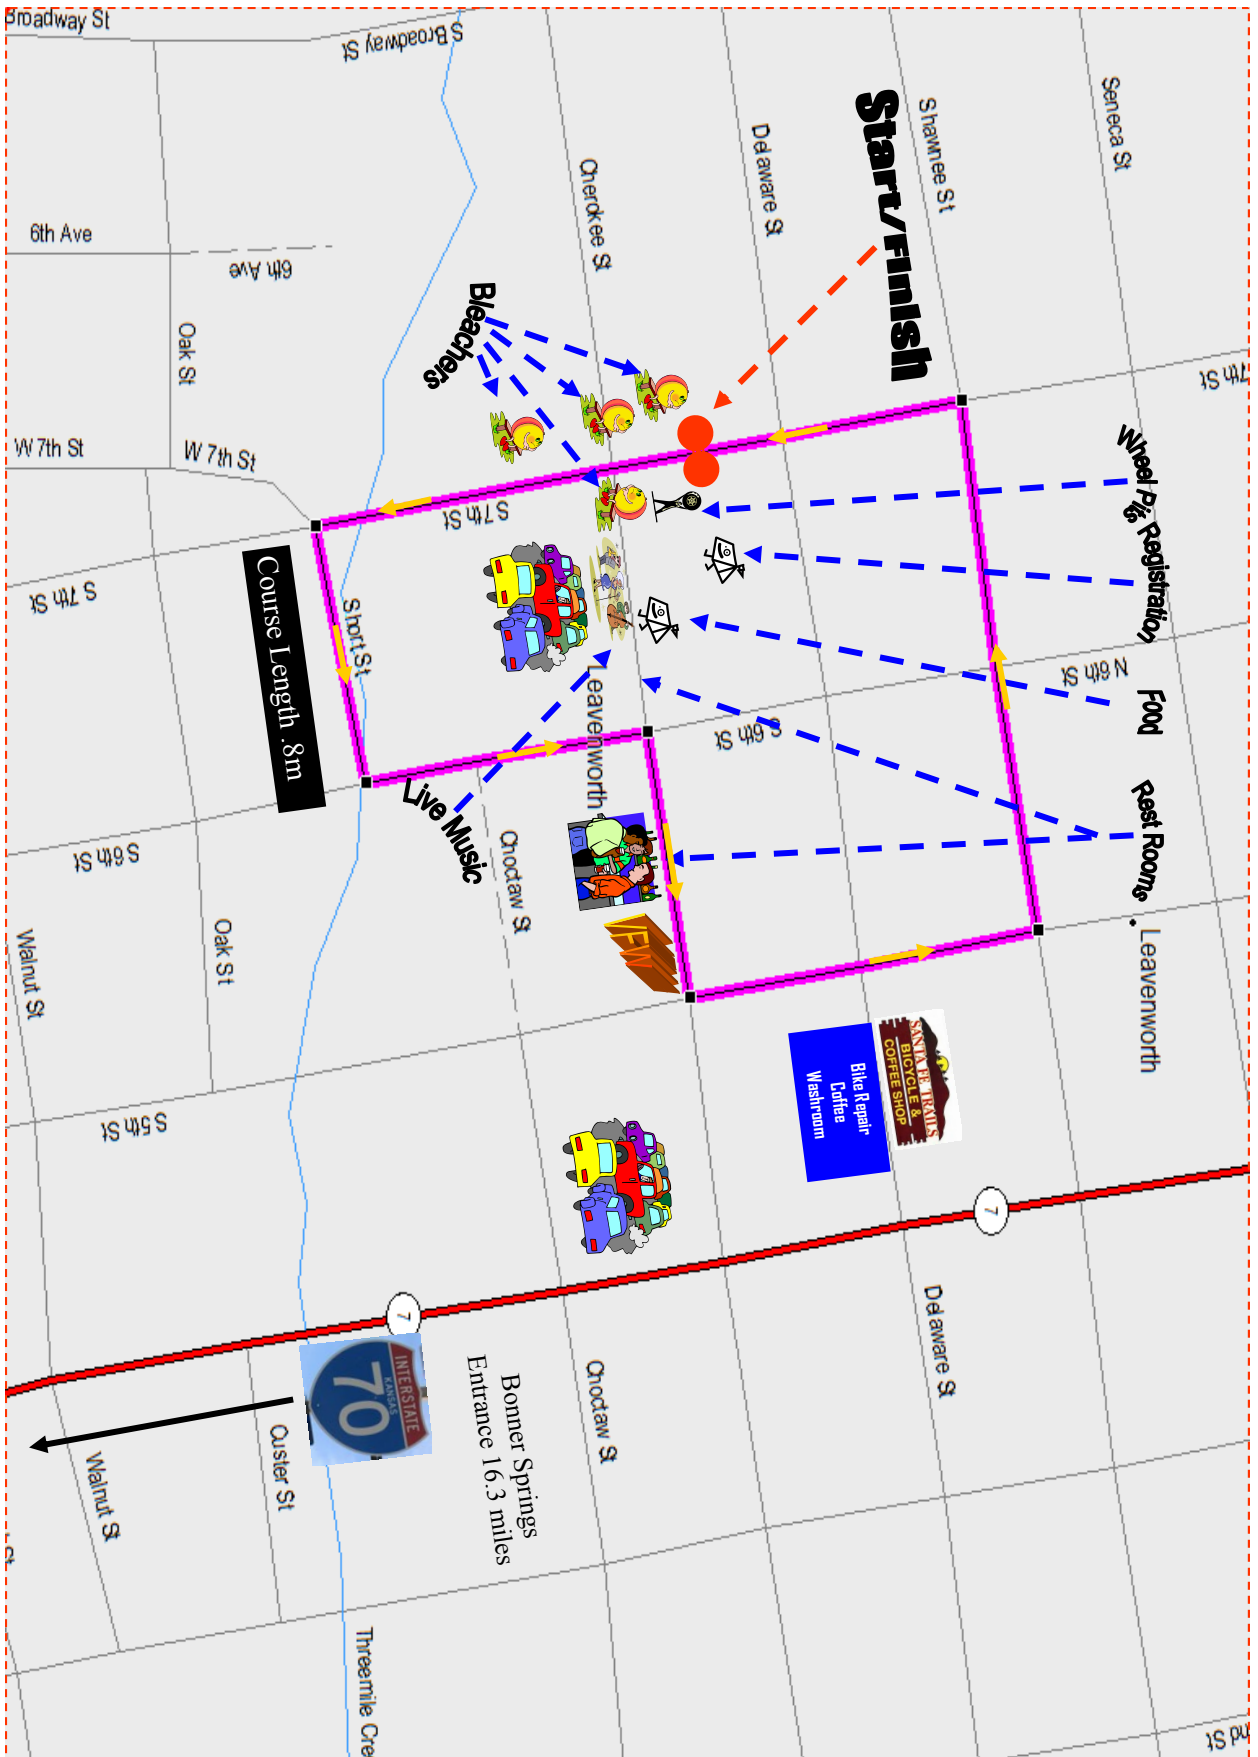 Broadway St
S Broadway St
Seneca St
Shawnee St
Start/Finish
Delaware St
Cherokee St
6th Ave
6th Ave
Oak St
Bleachers
7th St
W 7th St
W 7th St
S 7th St
S 7th St
Wheel Pits
Registration
Course Length .8m
Short St
N 6th St
Food
S 6th St
Leavenworth
Live Music
Rest Rooms
S 6th St
Choctaw St
Oak St
Walnut St
VFW
Leavenworth
SANTA FE TRAILS
BICYCLE &
COFFEE SHOP
Bike Repair
Coffee
Washroom
S 5th St
7
7
Delaware St
INTERSTATE
KANSAS
70
Bonner Springs
Entrance 16.3 miles
Choctaw St
Custer St
Walnut St
St
Threemile Cre
nd St